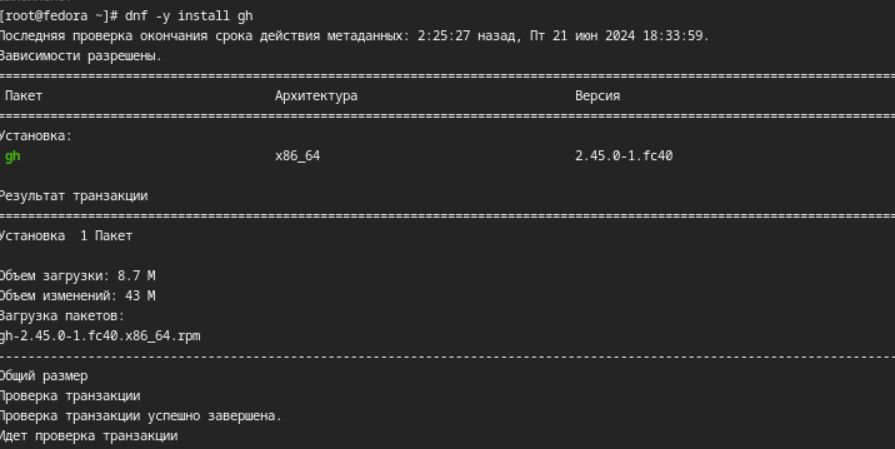 [root@fedora ~]# dnf -y install gh
Последняя проверка окончания срока действия метаданных: 2:25:27 назад, Пт 21 июн 2024 18:33:59.
Зависимости разрешены.
Пакет Архитектура Версия
Установка:
gh x86_64 2.45.0-1.fc40
Результат транзакции
Установка 1 Пакет
Объем загрузки: 8.7 M
Объем изменений: 43 M
Загрузка пакетов:
gh-2.45.0-1.fc40.x86_64.rpm
Общий размер
Проверка транзакции
Проверка транзакции успешно завершена.
Идет проверка транзакции